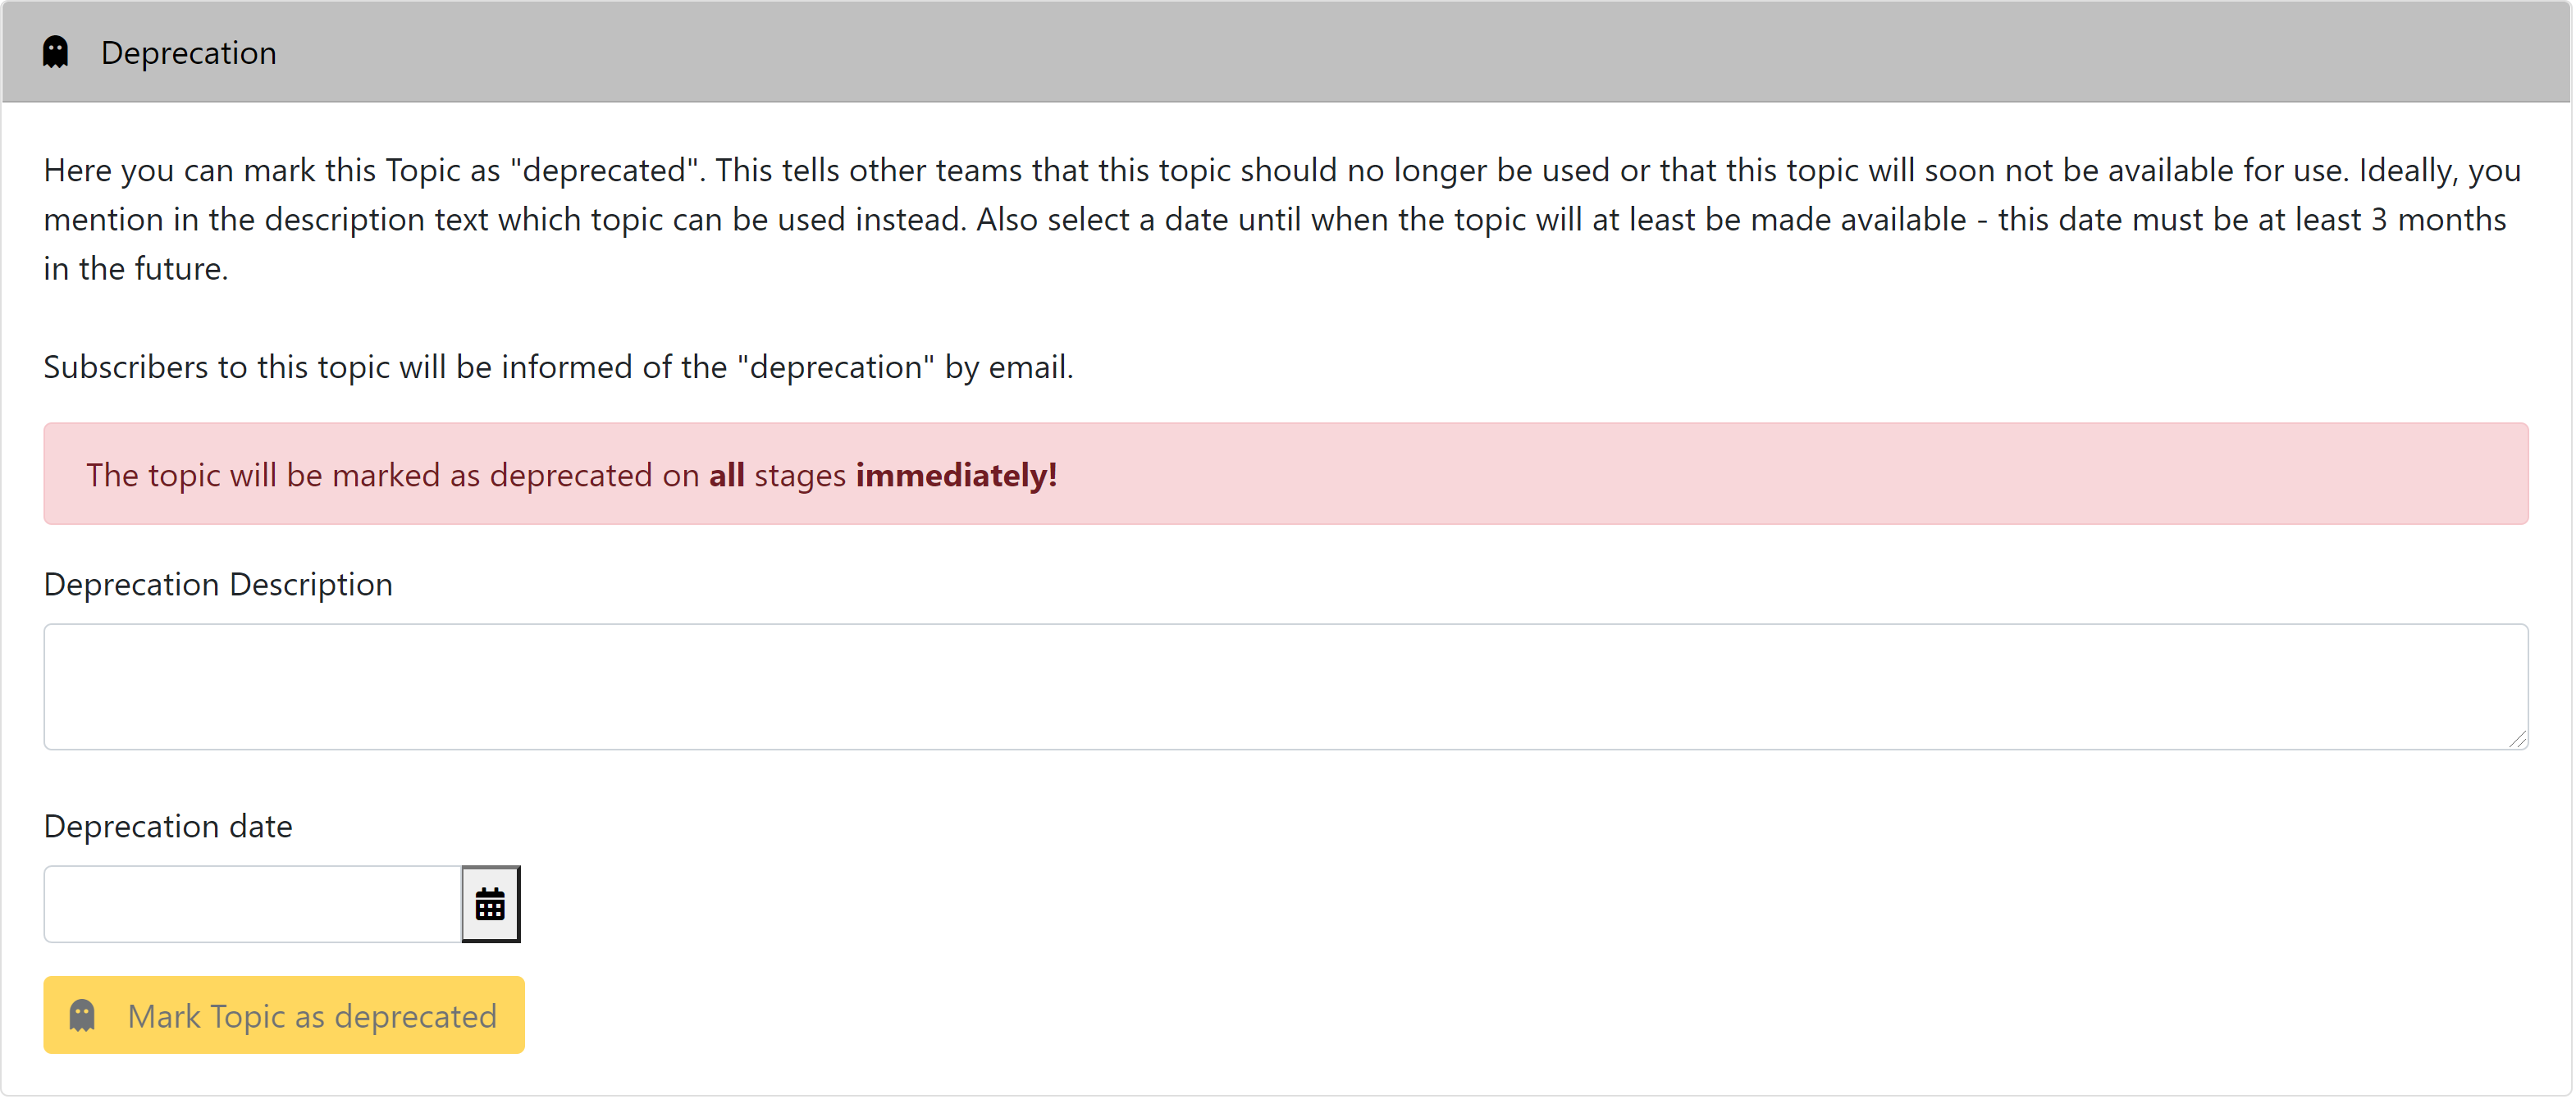 Deprecation
Here you can mark this Topic as "deprecated". This tells other teams that this topic should no longer be used or that this topic will soon not be available for use. Ideally, you
mention in the description text which topic can be used instead. Also select a date until when the topic will at least be made available - this date must be at least 3 months
in the future.
Subscribers to this topic will be informed of the "deprecation" by email.
The topic will be marked as deprecated on all stages immediately!
Deprecation Description
Deprecation date
Mark Topic as deprecated